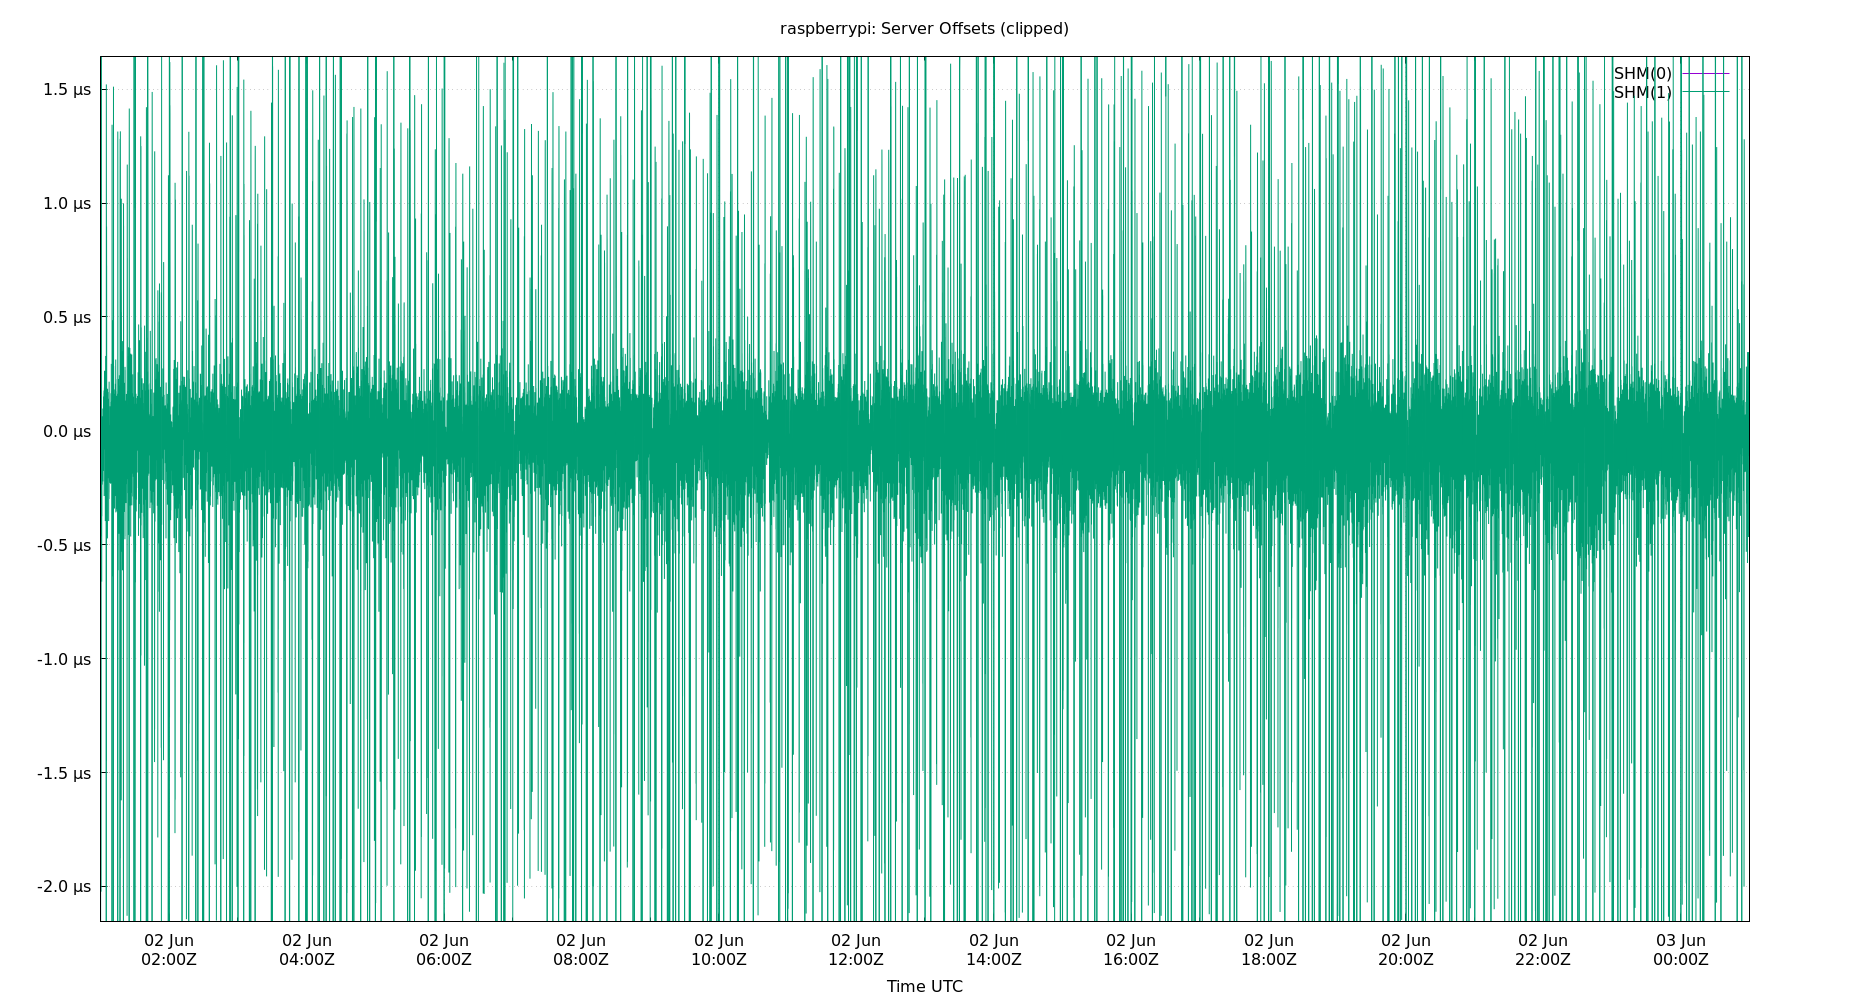 raspberrypi: Server Offsets (clipped)
SHM(0)
SHM(1)
1.5 µs
1.0 µs
0.5 µs
0.0 µs
-0.5 µs
-1.0 µs
-1.5 µs
-2.0 µs
02 Jun 02 Jun 02 Jun 02 Jun 02 Jun 02 Jun 02 Jun 02 Jun 02 Jun 02 Jun 02 Jun 03 Jun
02:00Z 04:00Z 06:00Z 08:00Z 10:00Z 12:00Z 14:00Z 16:00Z 18:00Z 20:00Z 22:00Z 00:00Z
Time UTC